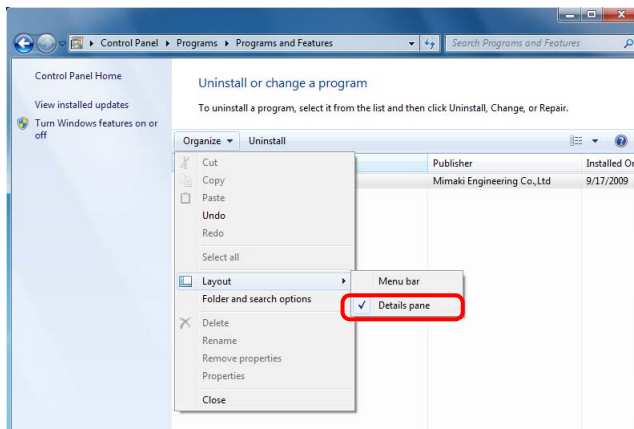 Control Panel ▸ Programs ▸ Programs and Features
Search Programs and Features
Control Panel Home
View installed updates
Turn Windows features on or
off
Uninstall or change a program
To uninstall a program, select it from the list and then click Uninstall, Change, or Repair.
Organize Uninstall
Publisher Installed On
Mimaki Engineering Co.,Ltd 9/17/2009
Cut
Copy
Paste
Undo
Redo
Select all
Layout
Menu bar
Folder and search options
✓ Details pane
Delete
Rename
Remove properties
Properties
Close